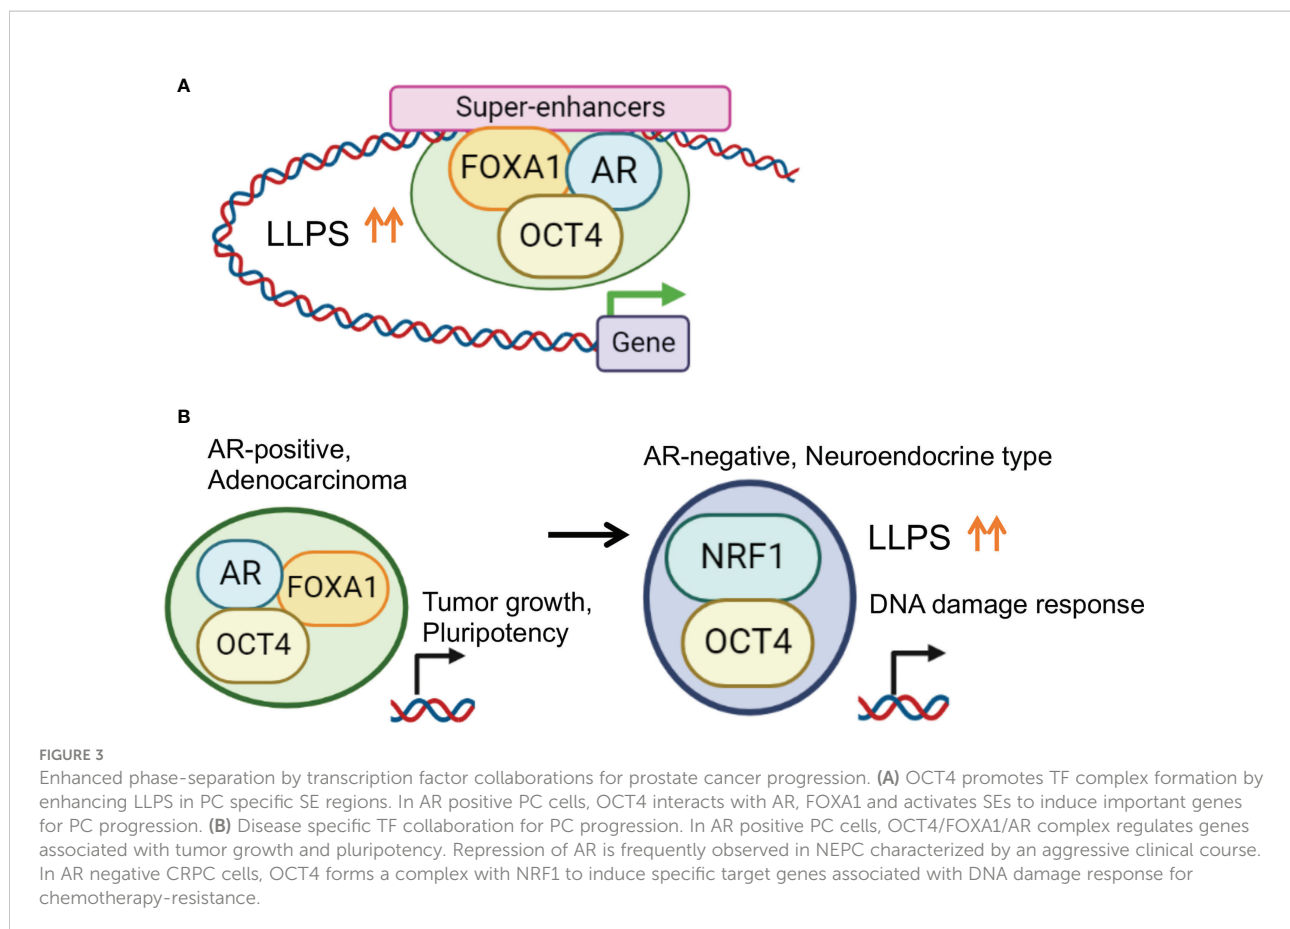 A
Super-enhancers
FOXA1
AR
OCT4
LLPS
Gene
B
AR-positive,
Adenocarcinoma
AR
FOXA1
OCT4
Tumor growth,
Pluripotency
AR-negative, Neuroendocrine type
NRF1
OCT4
LLPS
DNA damage response
FIGURE 3
Enhanced phase-separation by transcription factor collaborations for prostate cancer progression. (A) OCT4 promotes TF complex formation by
enhancing LLPS in PC specific SE regions. In AR positive PC cells, OCT4 interacts with AR, FOXA1 and activates SEs to induce important genes
for PC progression. (B) Disease specific TF collaboration for PC progression. In AR positive PC cells, OCT4/FOXA1/AR complex regulates genes
associated with tumor growth and pluripotency. Repression of AR is frequently observed in NEPC characterized by an aggressive clinical course.
In AR negative CRPC cells, OCT4 forms a complex with NRF1 to induce specific target genes associated with DNA damage response for
chemotherapy-resistance.